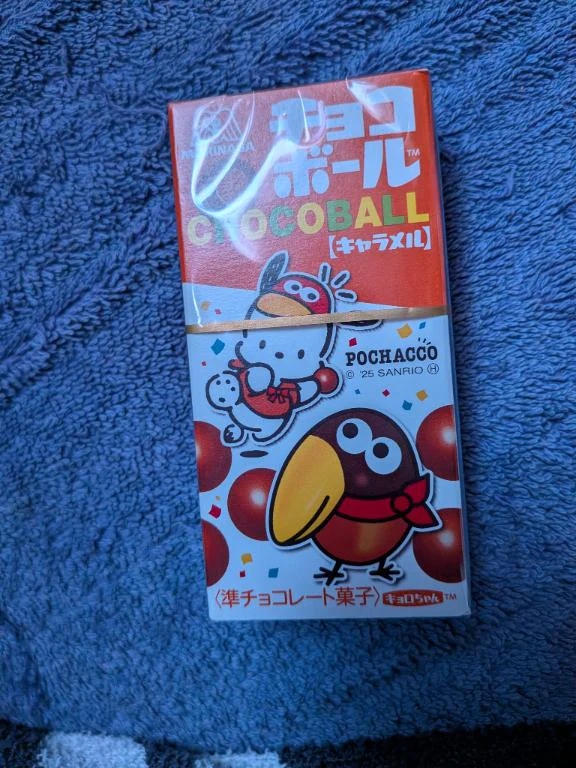 MORINAGA
チョコ
ボール™
CHOCOBALL
【キャラメル】
POCHACCO
© '25 SANRIO Ⓗ
〈準チョコレート菓子〉キョロちゃん™